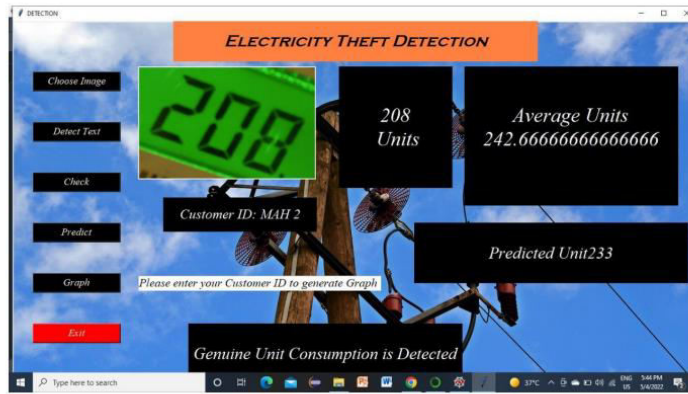 DETECTION
ELECTRICITY THEFT DETECTION
Choose Image
Detect Text
Check
Predict
Graph
Exit
208
208
Units
Average Units
242.66666666666666
Customer ID: MAH 2
Predicted Unit233
Please enter your Customer ID to generate Graph
Genuine Unit Consumption is Detected
Type here to search
37°C
ENG
US
5:44 PM
5/4/2022